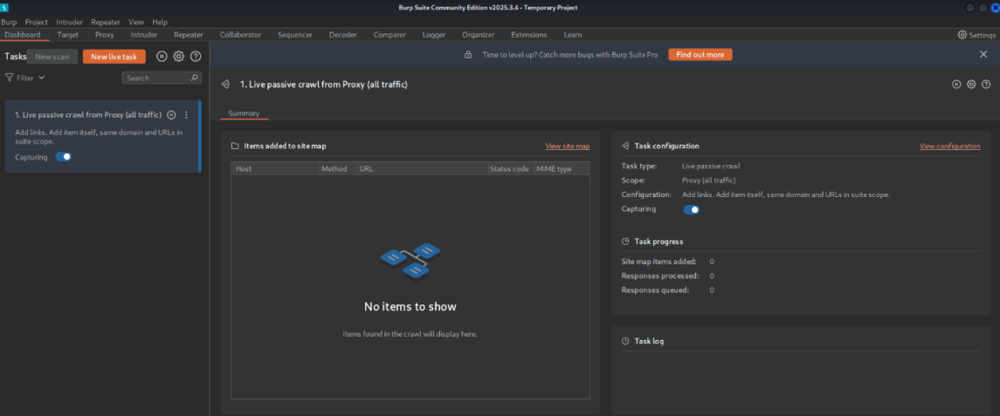 Burp Suite Community Edition v2025.3.4 - Temporary Project
Burp Project Intruder Repeater View Help
Dashboard Target Proxy Intruder Repeater Collaborator Sequencer Decoder Comparer Logger Organizer Extensions Learn Settings
Tasks New scan New live task
Time to level up? Catch more bugs with Burp Suite Pro Find out more
Filter Search
1. Live passive crawl from Proxy (all traffic)
Add links. Add item itself, same domain and URLs in
suite scope.
Capturing
1. Live passive crawl from Proxy (all traffic)
Summary
Items added to site map View site map
Host Method URL Status code MIME type
No items to show
Items found in the crawl will display here.
Task configuration View configuration
Task type: Live passive crawl
Scope: Proxy (all traffic)
Configuration: Add links. Add item itself, same domain and URLs in suite scope.
Capturing
Task progress
Site map items added: 0
Responses processed: 0
Responses queued: 0
Task log